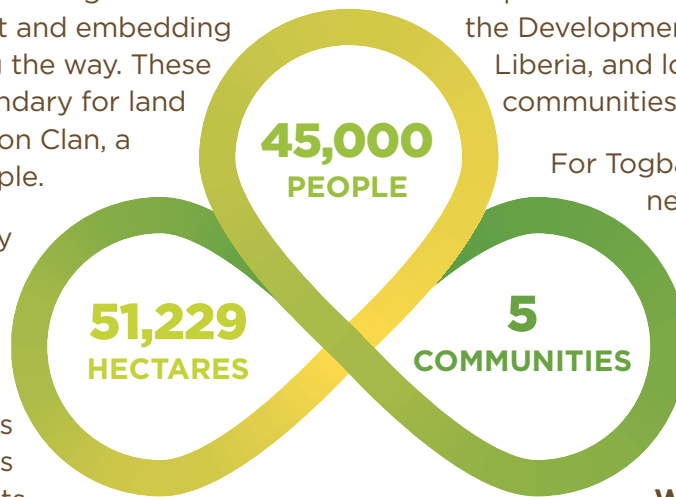 t and embedding
the way. These
ndary for land
on Clan, a
ple.
y
s
s
the Developmen
Liberia, and lo
communities
For Togba
ne
45,000
PEOPLE
51,229
HECTARES
5
COMMUNITIES
W